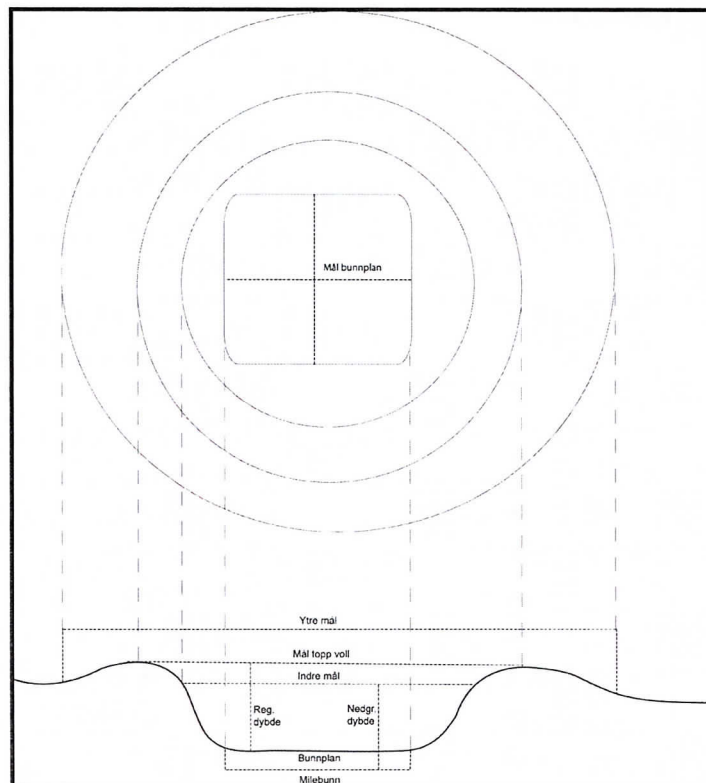 Mål bunnplan
Ytre mål
Mål topp voll
Indre mål
Reg.
dybde
Nedgr.
dybde
Bunnplan
Milebunn